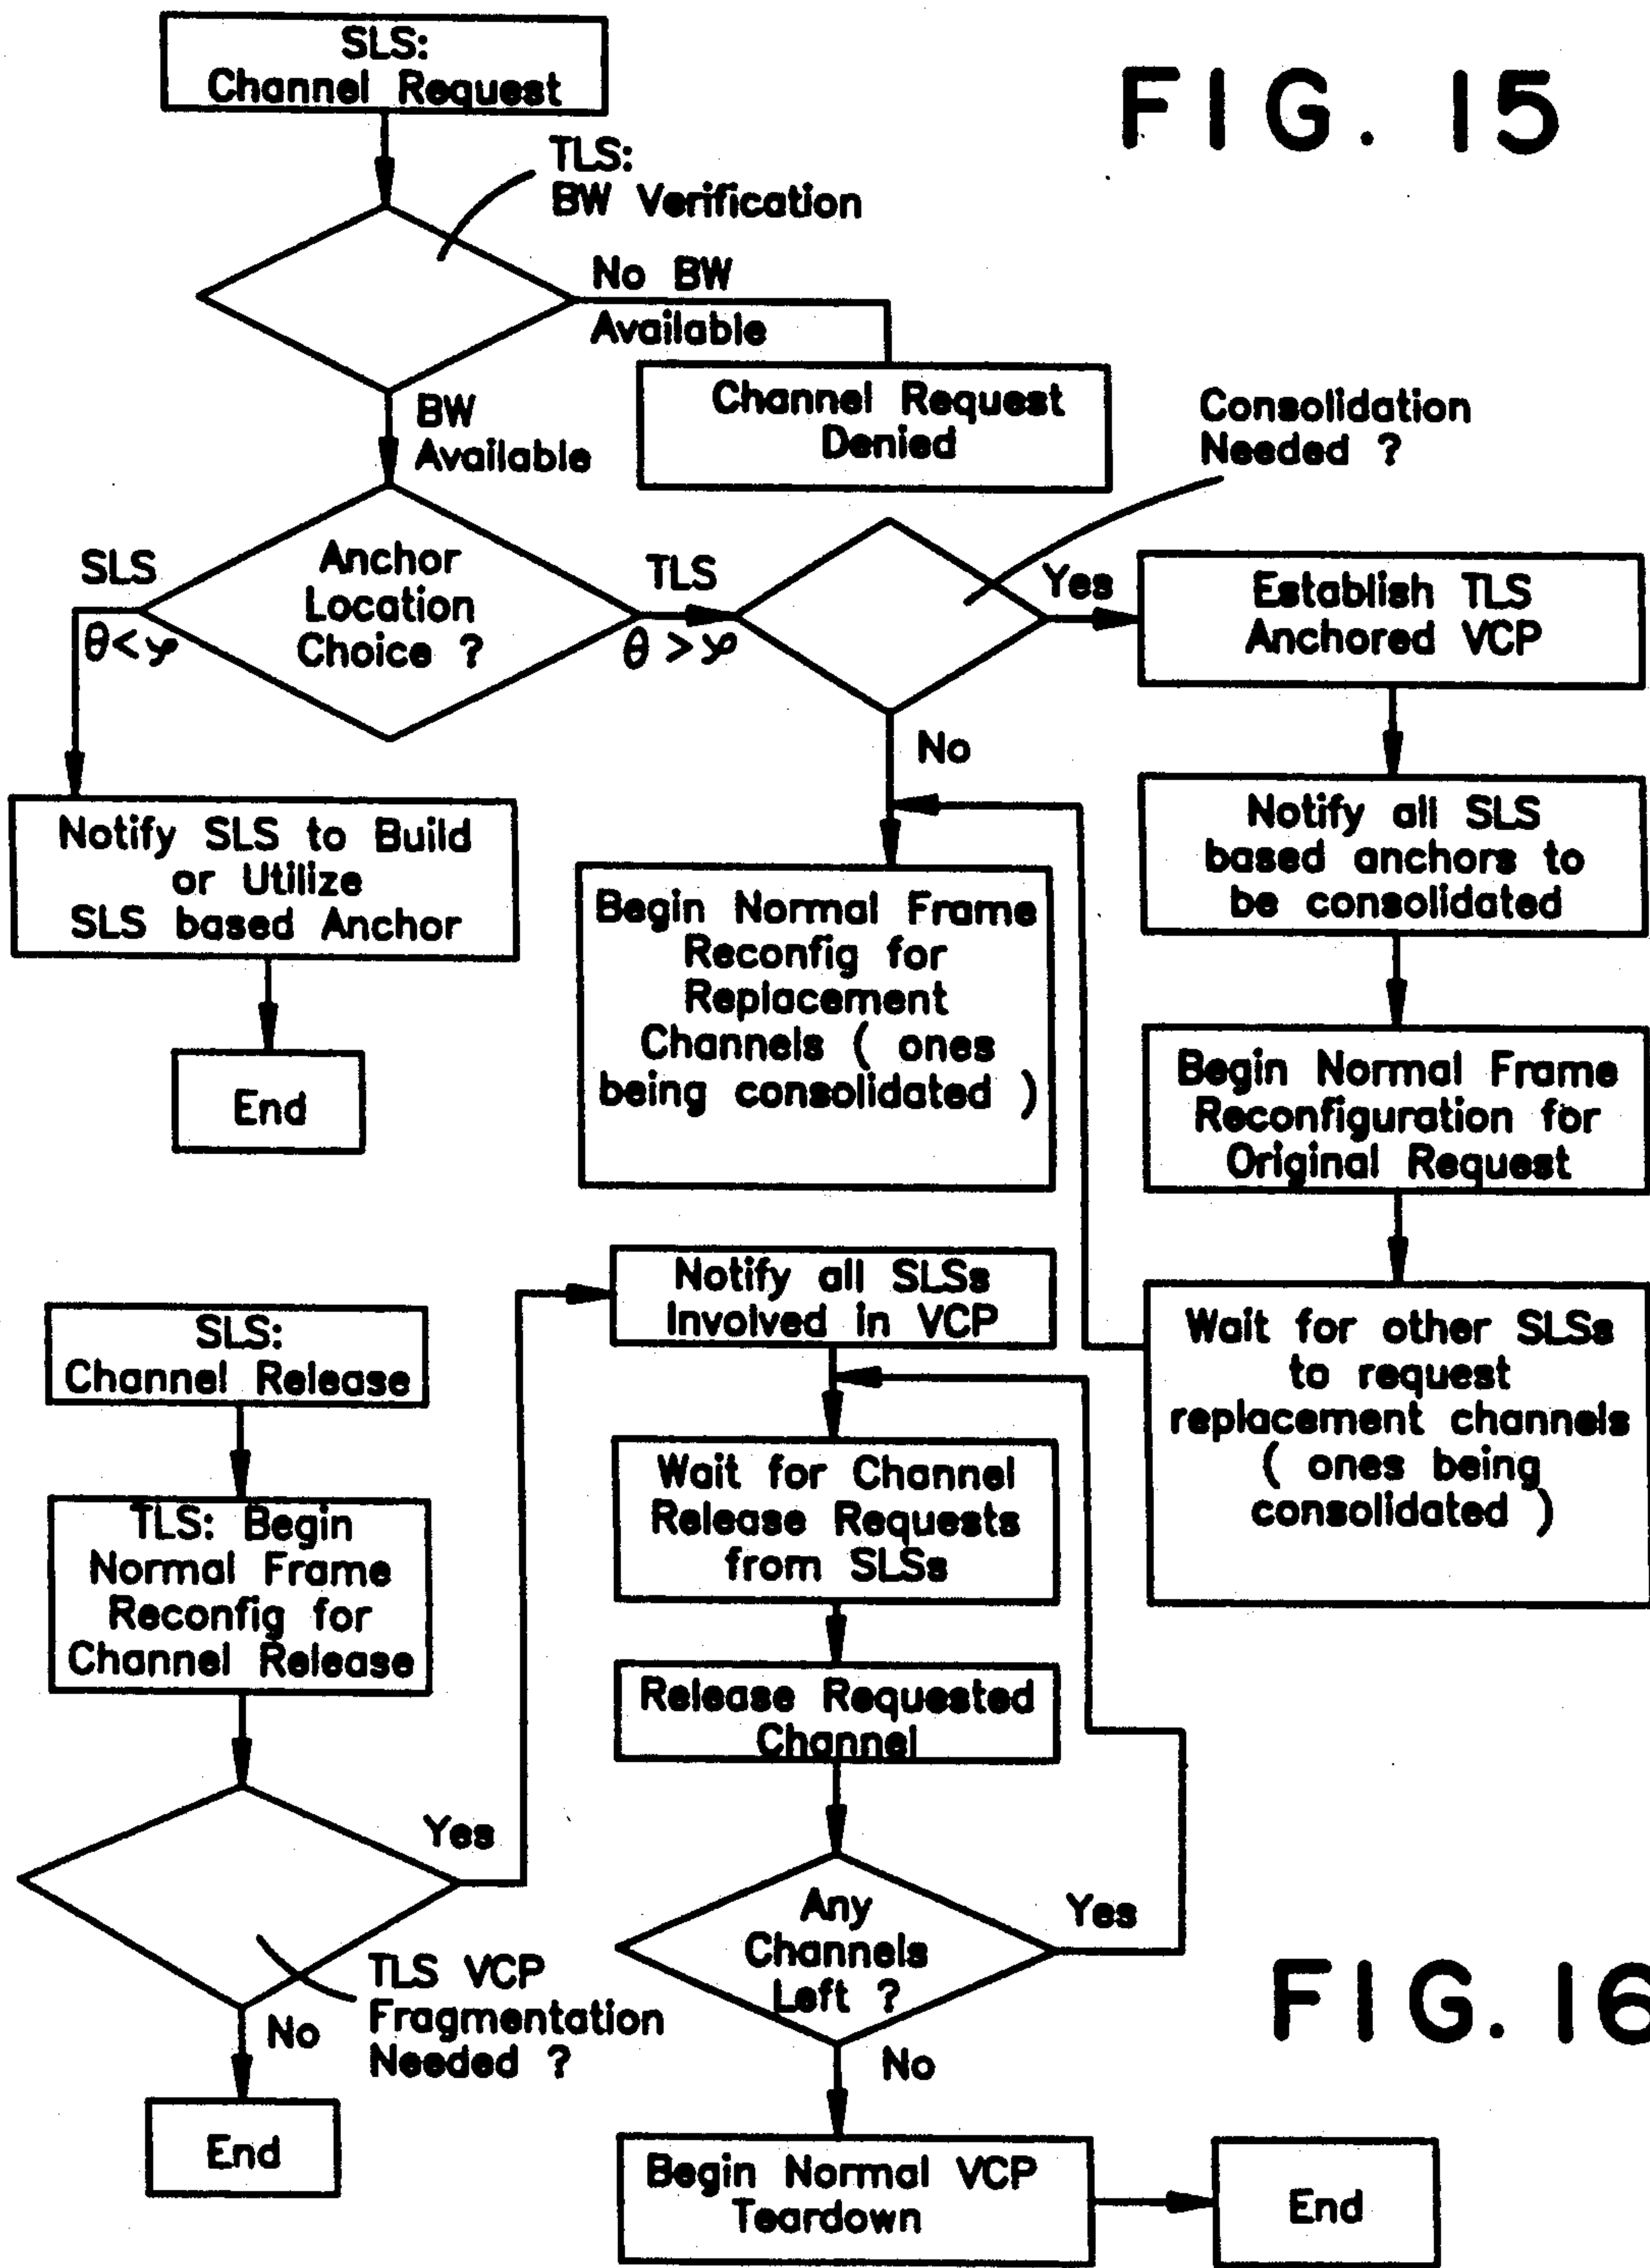 FIG. 15
SLS:
Channel Request
TLS:
BW Verification
No BW
Available
Channel Request
Denied
BW
Available
Consolidation
Needed ?
SLS
θ<φ
Anchor
Location
Choice ?
TLS
θ >φ
Yes
Establish TLS
Anchored VCP
No
Notify SLS to Build
or Utilize
SLS based Anchor
End
Begin Normal Frame
Reconfig for
Replacement
Channels ( ones
being consolidated )
Notify all SLS
based anchors to
be consolidated
Begin Normal Frame
Reconfiguration for
Original Request
Wait for other SLSs
to request
replacement channels
( ones being
consolidated )
SLS:
Channel Release
TLS: Begin
Normal Frame
Reconfig for
Channel Release
Yes
TLS VCP
Fragmentation
Needed ?
No
End
Notify all SLSs
Involved in VCP
Wait for Channel
Release Requests
from SLSs
Release Requested
Channel
Any
Channels
Left ?
Yes
No
Begin Normal VCP
Teardown
End
FIG. 16